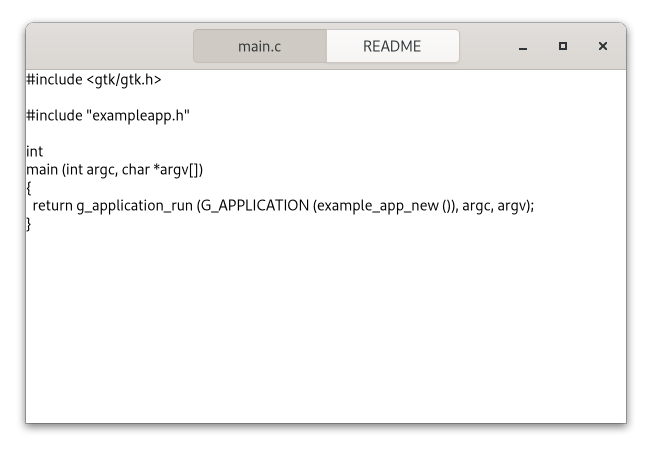 main.c
README
#include <gtk/gtk.h>
#include "exampleapp.h"
int
main (int argc, char *argv[])
{
  return g_application_run (G_APPLICATION (example_app_new ()), argc, argv);
}